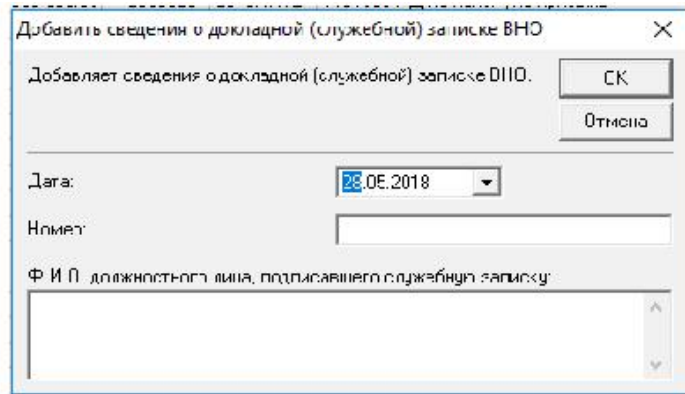 Добавить сведения о докладной (служебной) записке ВНО
Добавляет сведения о докладной (служебной) записке ВНО.
ОК
Отмена
Дата:
28.05.2018
Номер:
Ф.И.О. должностного лица, подписавшего служебную записку: